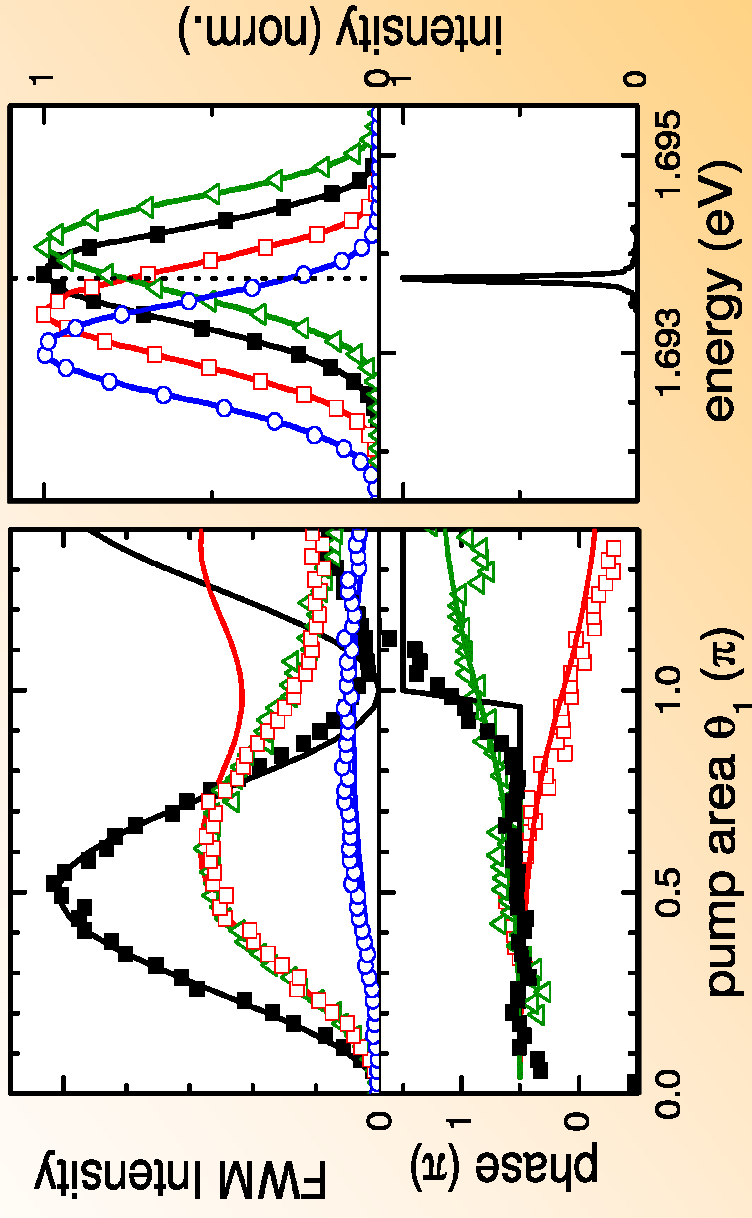 FWM Intensity
0
phase (π)
1
0
0.0
0.5
1.0
pump area θ1 (π)
intensity (norm.)
1
0
1
0
1.693
1.695
energy (eV)